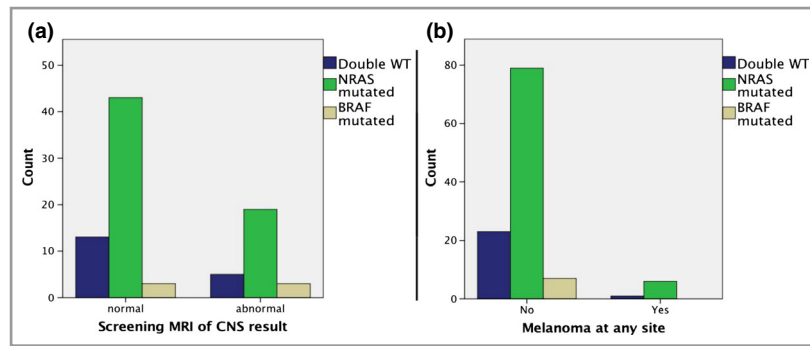 (a)
50
40
30
20
10
0
Count
normal
abnormal
Screening MRI of CNS result
Double WT
NRAS
mutated
BRAF
mutated
(b)
80
60
40
20
0
Count
No
Yes
Melanoma at any site
Double WT
NRAS
mutated
BRAF
mutated